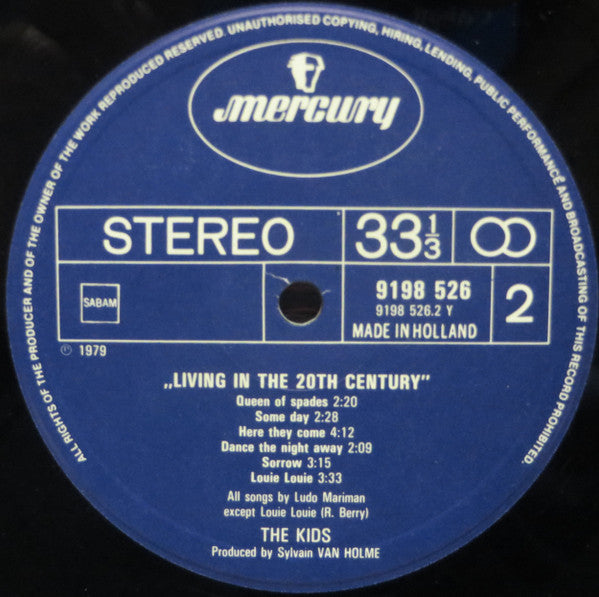 ALL RIGHTS OF THE PRODUCER AND OF THE OWNER OF THE WORK REPRODUCED RESERVED. UNAUTHORISED COPYING, HIRING, LENDING, PUBLIC PERFORMANCE AND BROADCASTING OF THIS RECORD PROHIBITED.
mercury
STEREO
33 1/3
SABAM
9198 526
9198 526.2 Y
MADE IN HOLLAND
2
℗ 1979
„LIVING IN THE 20TH CENTURY”
Queen of spades 2:20
Some day 2:28
Here they come 4:12
Dance the night away 2:09
Sorrow 3:15
Louie Louie 3:33
All songs by Ludo Mariman
except Louie Louie (R. Berry)
THE KIDS
Produced by Sylvain VAN HOLME